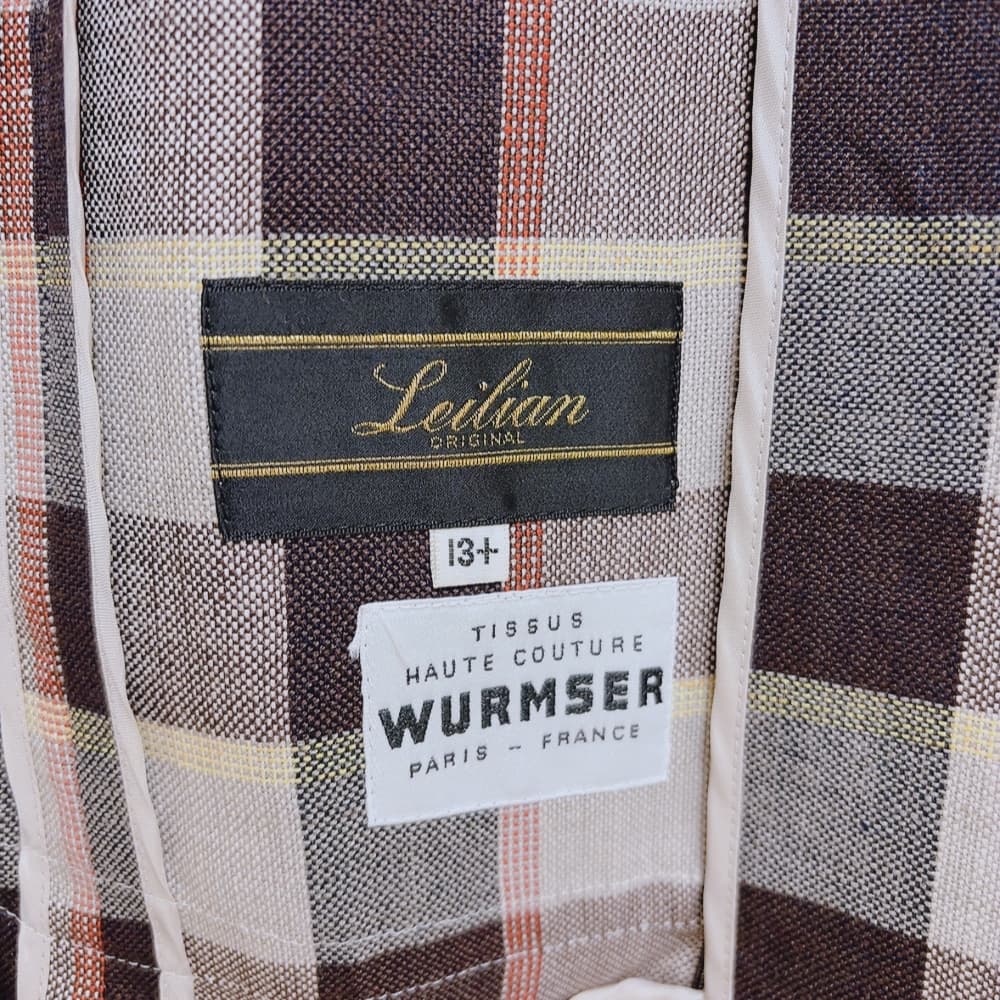 Leilian
ORIGINAL
13+
TISSUS
HAUTE COUTURE
WURMSER
PARIS - FRANCE